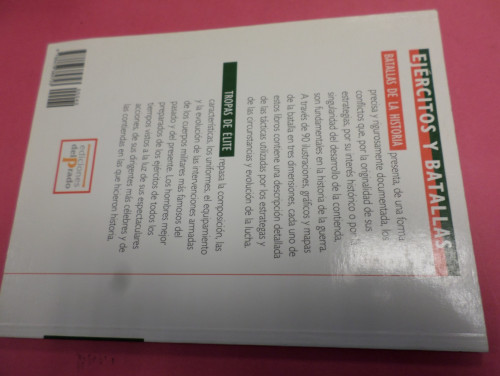 EJÉRCITOS Y BATALLAS
BATALLAS DE LA HISTORIA presenta, de una forma
precisa y rigurosamente documentada, los
conflictos que, por la originalidad de sus
estrategias, por su interés histórico o por la
singularidad del desarrollo de la contienda,
son fundamentales en la historia de la guerra.
A través de 90 ilustraciones, gráficos y mapas
de la batalla en tres dimensiones, cada uno de
estos libros contiene una descripción detallada
de las tácticas utilizadas por los estrategas y
de las circunstancias y evolución de la lucha.
TROPAS DE ÉLITE repasa la composición, las
características, los uniformes, el equipamiento
y la evolución de las intervenciones armadas
de los cuerpos militares más famosos del
pasado y del presente. Los hombres mejor
preparados de los ejércitos de todos los
tiempos vistos a la luz de sus espectaculares
acciones, de sus dirigentes más célebres y de
las contiendas en las que hicieron historia.
ediciones
del Prado